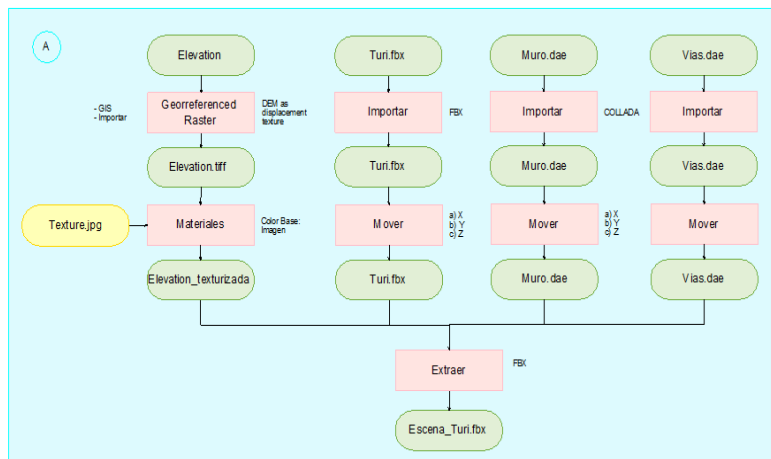 A
Elevation
Turi.fbx
Muro.dae
Vias.dae
- GIS
- Importar
Georreferenced
Raster
DEM as
displacement
texture
Importar
FBX
Importar
COLLADA
Importar
Elevation.tiff
Turi.fbx
Muro.dae
Vias.dae
Texture.jpg
Materiales
Color Base:
Imagen
Mover
a) X
b) Y
c) Z
Mover
a) X
b) Y
c) Z
Mover
Elevation_texturizada
Turi.fbx
Muro.dae
Vias.dae
Extraer
FBX
Escena_Turi.fbx